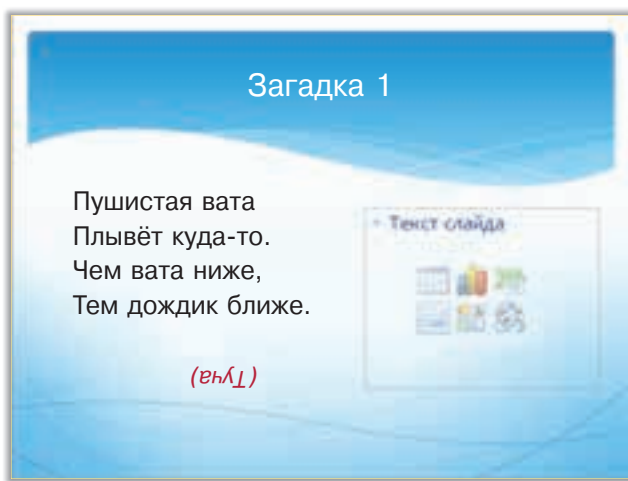 Загадка 1
Пушистая вата
Плывёт куда-то.
Чем вата ниже,
Тем дождик ближе.
(Туча)
Текст слайда